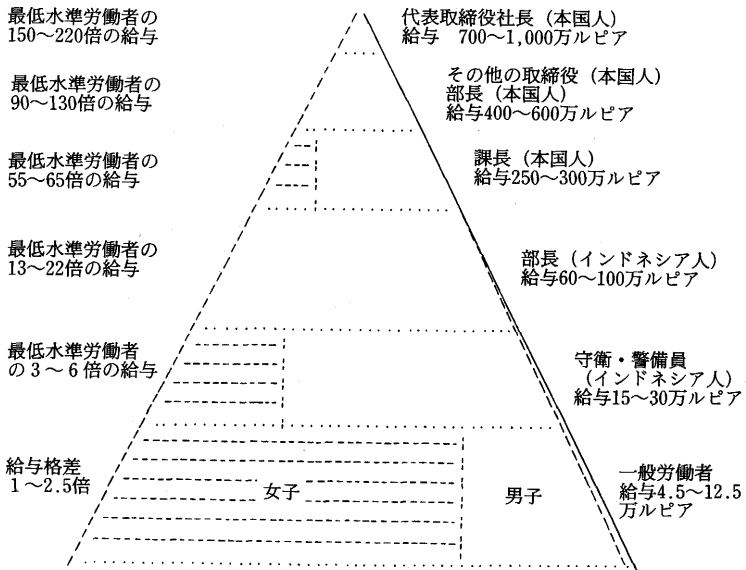 最低水準労働者の
150～220倍の給与
代表取締役社長（本国人）
給与　700～1,000万ルピア
最低水準労働者の
90～130倍の給与
その他の取締役（本国人）
部長（本国人）
給与400～600万ルピア
最低水準労働者の
55～65倍の給与
課長（本国人）
給与250～300万ルピア
最低水準労働者の
13～22倍の給与
部長（インドネシア人）
給与60～100万ルピア
最低水準労働者
の3～6倍の給与
守衛・警備員
（インドネシア人）
給与15～30万ルピア
給与格差
1～2.5倍
女子
男子
一般労働者
給与4.5～12.5
万ルピア